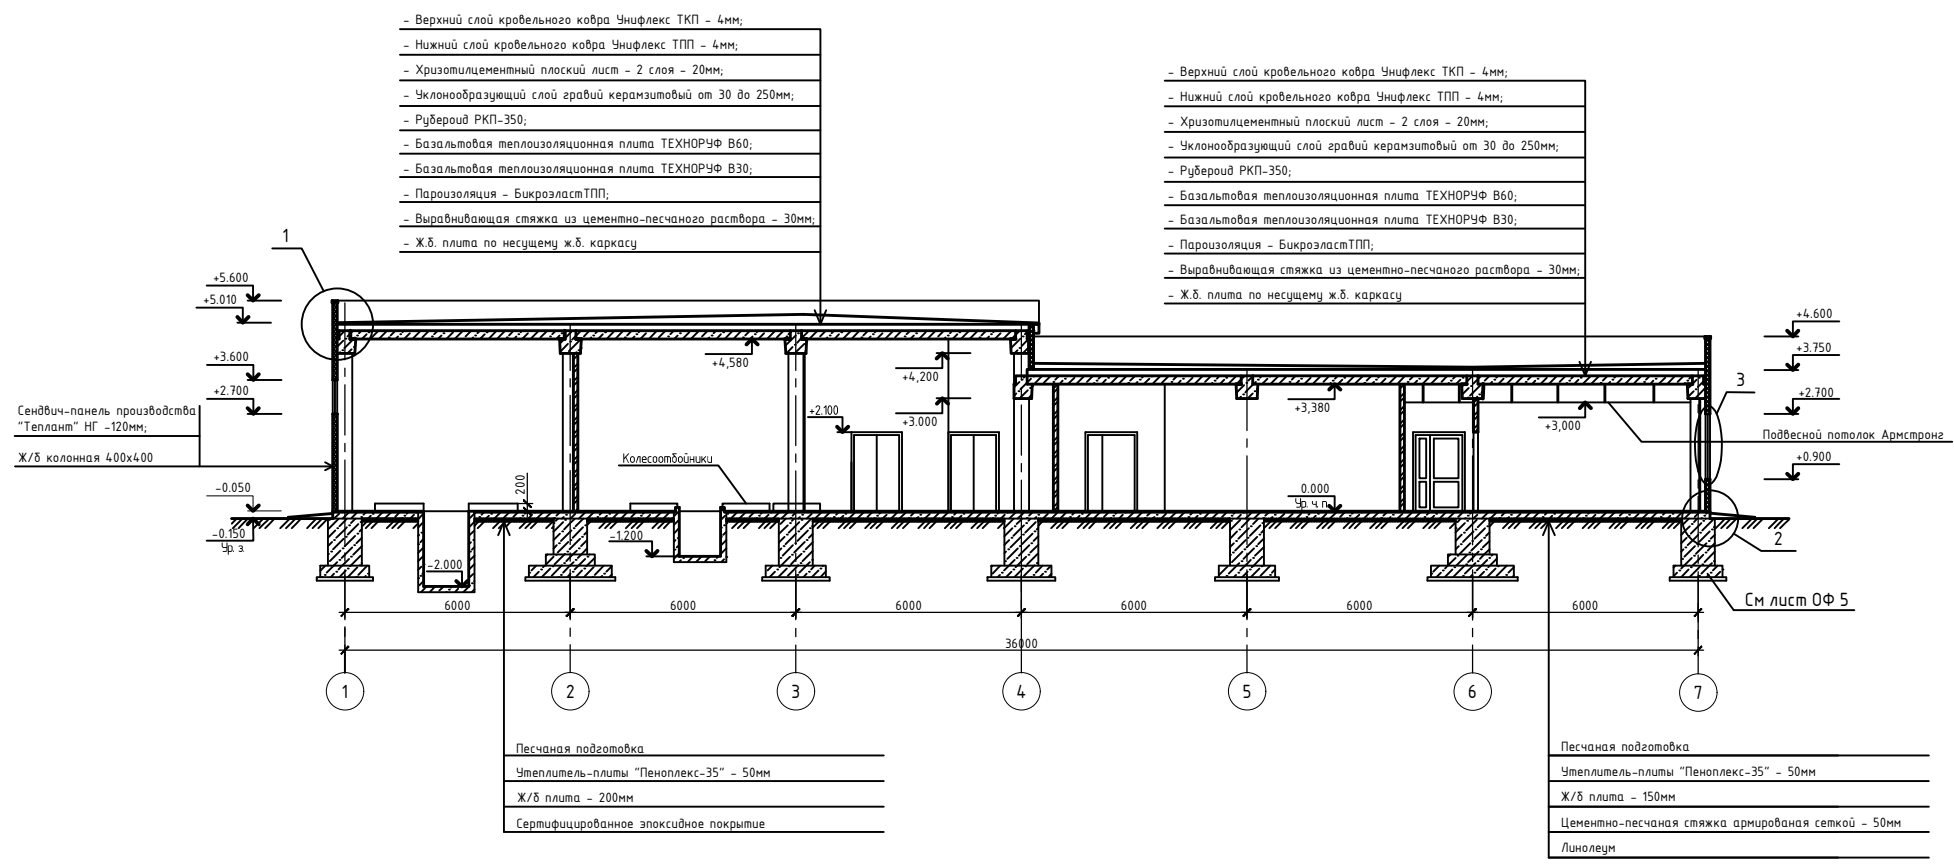 - Верхний слой кровельного ковра Унифлекс ТКП - 4мм;
- Нижний слой кровельного ковра Унифлекс ТПП - 4мм;
- Хризотилцементный плоский лист - 2 слоя - 20мм;
- Уклонообразующий слой гравий керамзитовый от 30 до 250мм;
- Рубероид РКП-350;
- Базальтовая теплоизоляционная плита ТЕХНОРУФ В60;
- Базальтовая теплоизоляционная плита ТЕХНОРУФ В30;
- Пароизоляция - БикроэластТПП;
- Выравнивающая стяжка из цементно-песчаного раствора - 30мм;
- Ж.б. плита по несущему ж.б. каркасу
- Верхний слой кровельного ковра Унифлекс ТКП - 4мм;
- Нижний слой кровельного ковра Унифлекс ТПП - 4мм;
- Хризотилцементный плоский лист - 2 слоя - 20мм;
- Уклонообразующий слой гравий керамзитовый от 30 до 250мм;
- Рубероид РКП-350;
- Базальтовая теплоизоляционная плита ТЕХНОРУФ В60;
- Базальтовая теплоизоляционная плита ТЕХНОРУФ В30;
- Пароизоляция - БикроэластТПП;
- Выравнивающая стяжка из цементно-песчаного раствора - 30мм;
- Ж.б. плита по несущему ж.б. каркасу
1
+5.600
+5.010
+3.600
+2.700
Сендвич-панель производства
"Теплант" НГ -120мм;
Ж/б колонная 400х400
-0.050
-0.150
Ур. з.
+4,580
+4,200
+3.000
+2.100
Колесоотбойники
200
-2.000
-1.200
+3,380
0.000
Ур. ч. п.
+3,000
+4.600
+3.750
3
+2.700
Подвесной потолок Армстронг
+0.900
2
См лист ОФ 5
6000
6000
6000
6000
6000
6000
36000
1
2
3
4
5
6
7
Песчаная подготовка
Утеплитель-плиты "Пеноплекс-35" - 50мм
Ж/б плита - 200мм
Сертифицированное эпоксидное покрытие
Песчаная подготовка
Утеплитель-плиты "Пеноплекс-35" - 50мм
Ж/б плита - 150мм
Цементно-песчаная стяжка армированая сеткой - 50мм
Линолеум